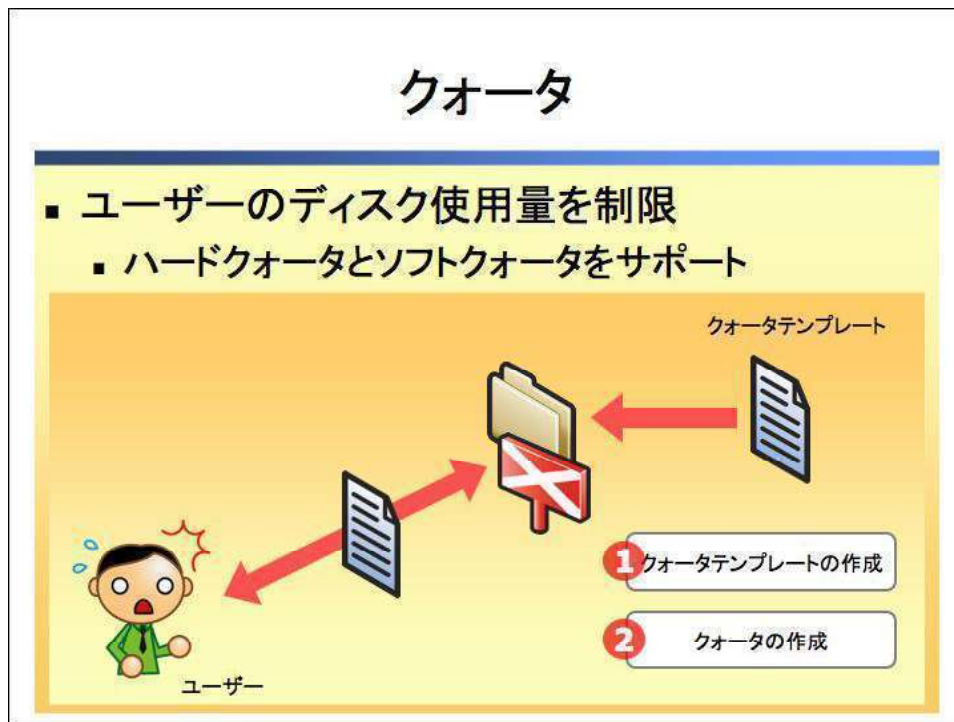 クォータ
■ ユーザーのディスク使用量を制限
■ ハードクォータとソフトクォータをサポート
クォータテンプレート
1 クォータテンプレートの作成
2 クォータの作成
ユーザー